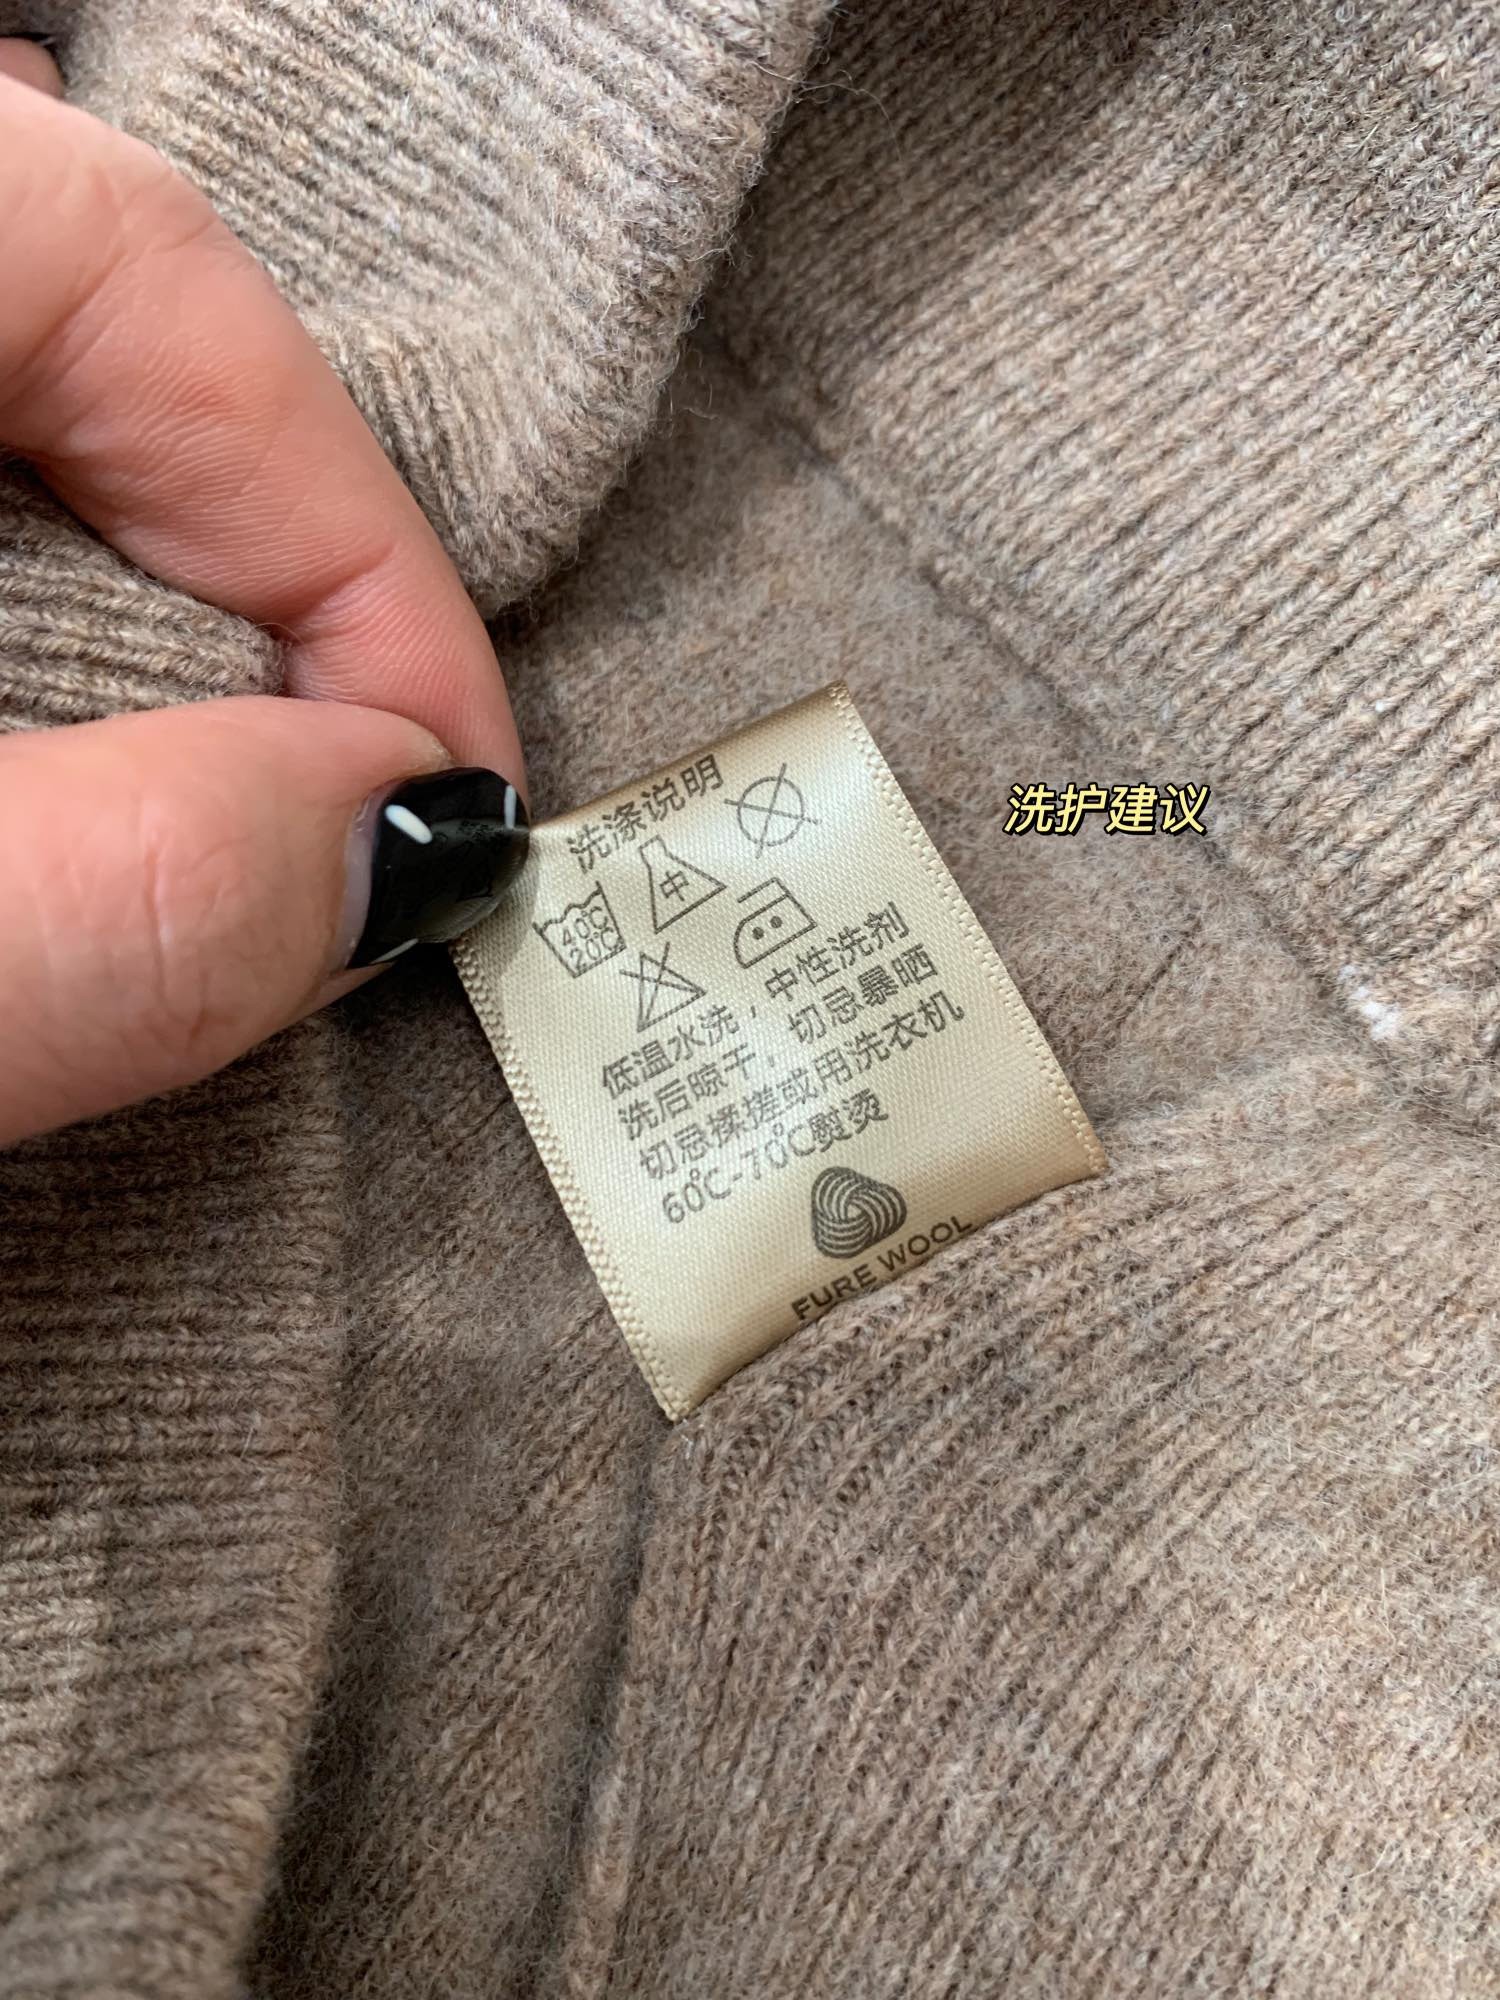 洗涤说明
中
40℃
20℃
低温水洗，中性洗剂
洗后晾干，切忌暴晒
切忌揉搓或用洗衣机
60℃-70℃熨烫
FURE WOOL
洗护建议